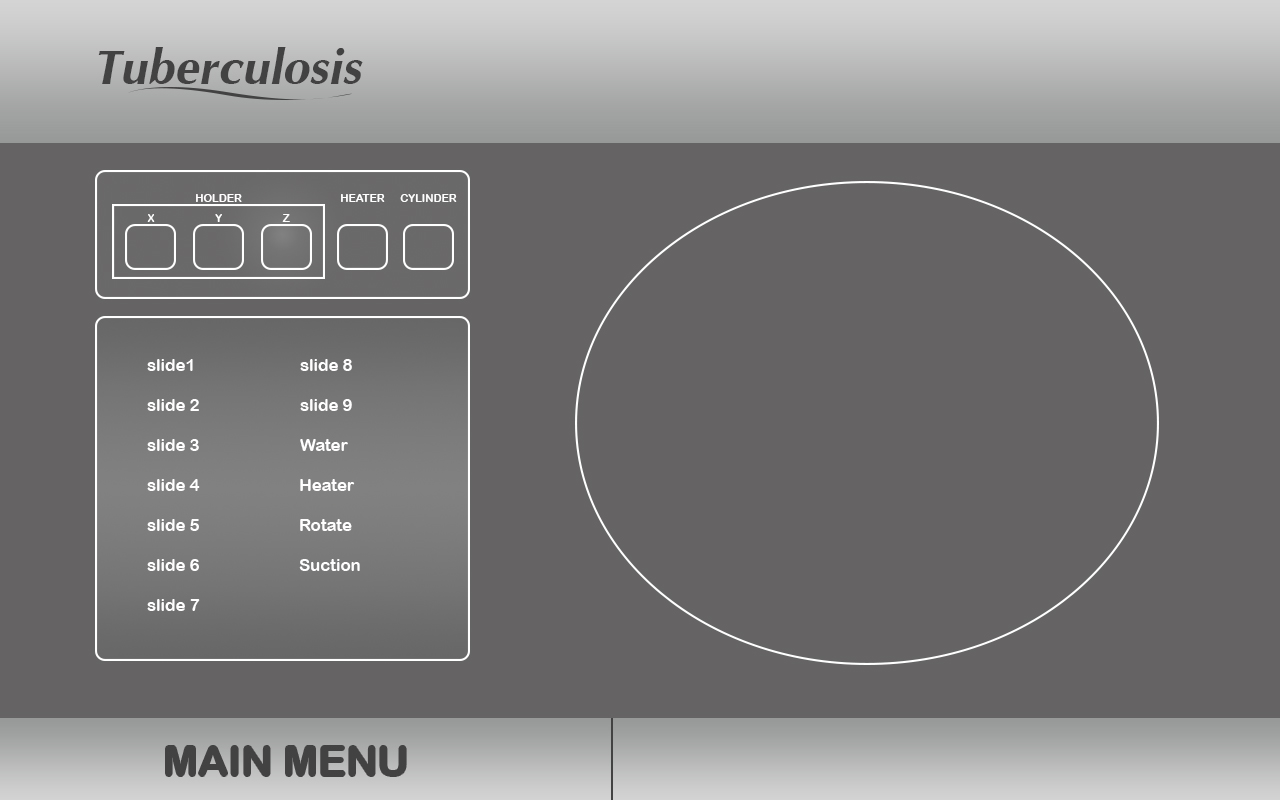 Tuberculosis
HOLDER HEATER CYLINDER
X Y Z
slide1
slide 2
slide 3
slide 4
slide 5
slide 6
slide 7
slide 8
slide 9
Water
Heater
Rotate
Suction
MAIN MENU